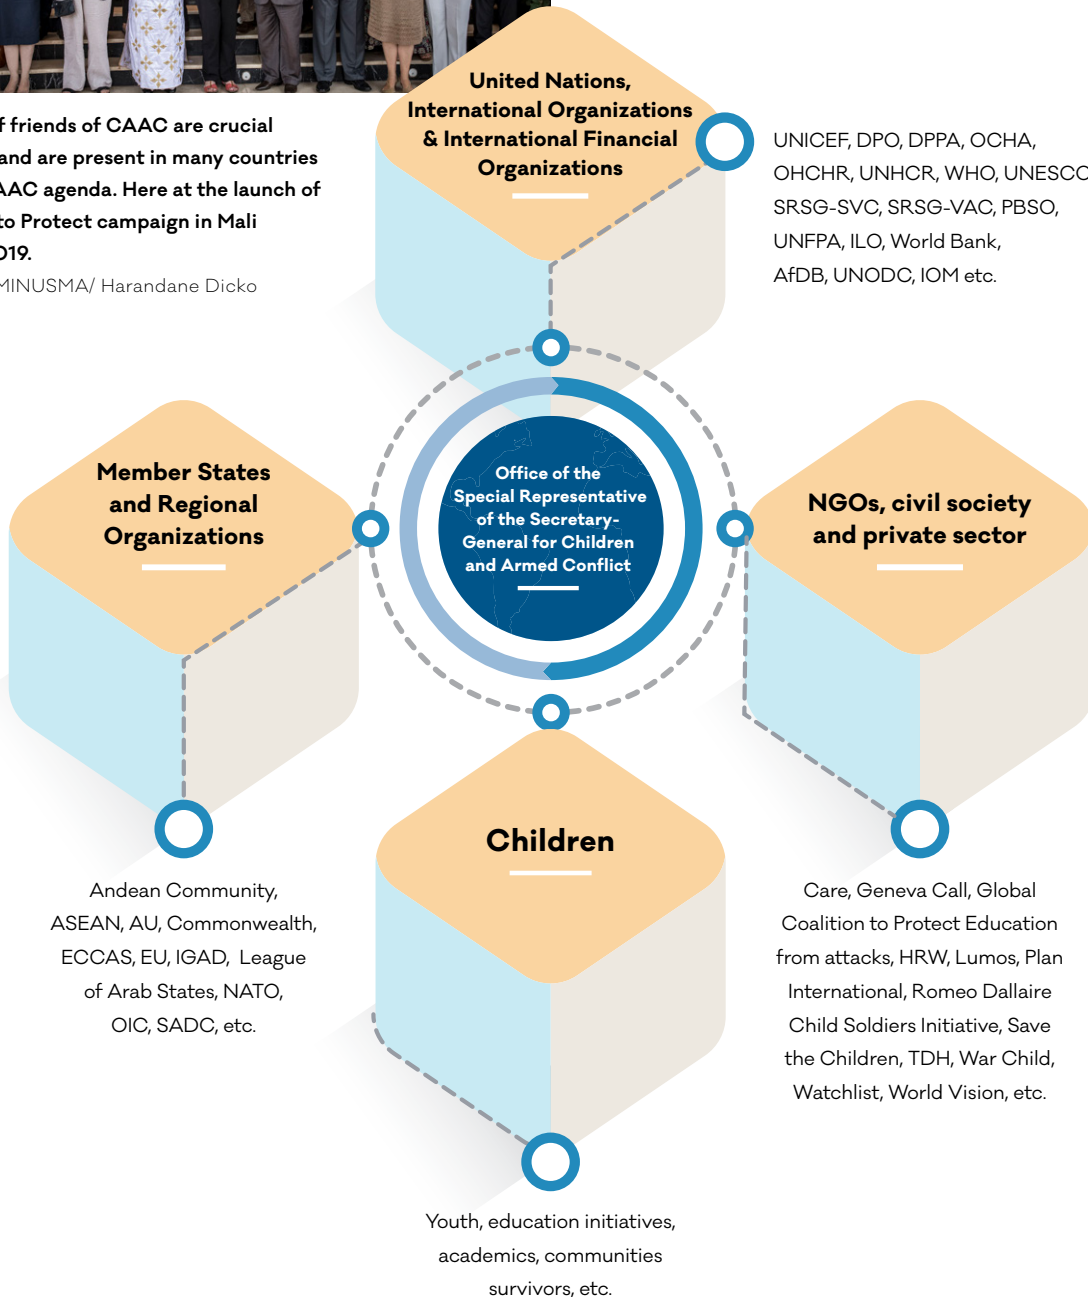 United Nations,
International Organizations
& International Financial
Organizations
f friends of CAAC are crucial
and are present in many countries
AAC agenda. Here at the launch of
to Protect campaign in Mali
019.
MINUSMA/ Harandane Dicko
UNICEF, DPO, DPPA, OCHA,
OHCHR, UNHCR, WHO, UNESCO
SRSG-SVC, SRSG-VAC, PBSO,
UNFPA, ILO, World Bank,
AfDB, UNODC, IOM etc.
Member States
and Regional
Organizations
Office of the
Special Representative
of the Secretary-
General for Children
and Armed Conflict
NGOs, civil society
and private sector
Andean Community,
ASEAN, AU, Commonwealth,
ECCAS, EU, IGAD, League
of Arab States, NATO,
OIC, SADC, etc.
Children
Care, Geneva Call, Global
Coalition to Protect Education
from attacks, HRW, Lumos, Plan
International, Romeo Dallaire
Child Soldiers Initiative, Save
the Children, TDH, War Child,
Watchlist, World Vision, etc.
Youth, education initiatives,
academics, communities
survivors, etc.